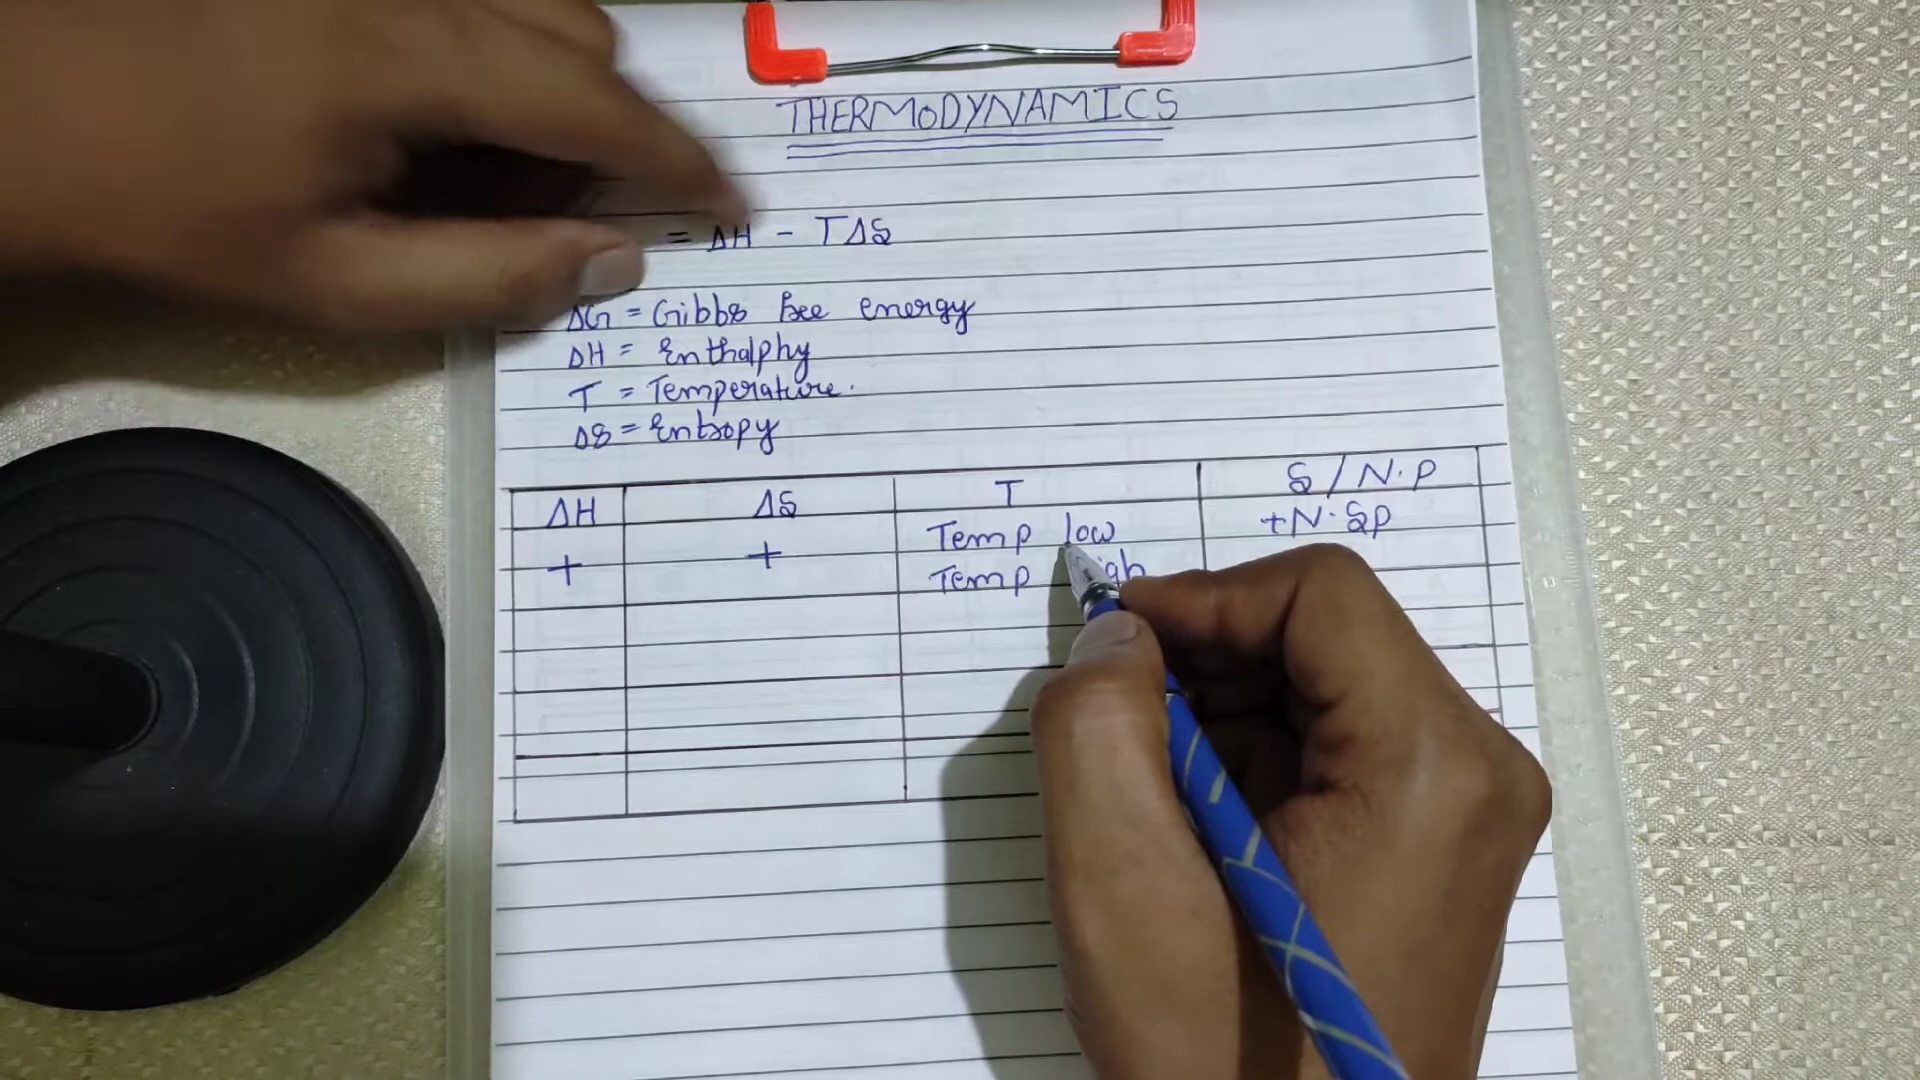 THERMODYNAMICS
= ΔH - TΔS
ΔG = Gibbs free energy
ΔH = Enthalphy
T = Temperature.
ΔS = Entropy
ΔH ΔS T S / N.P
+ + Temp low +N.SP
Temp